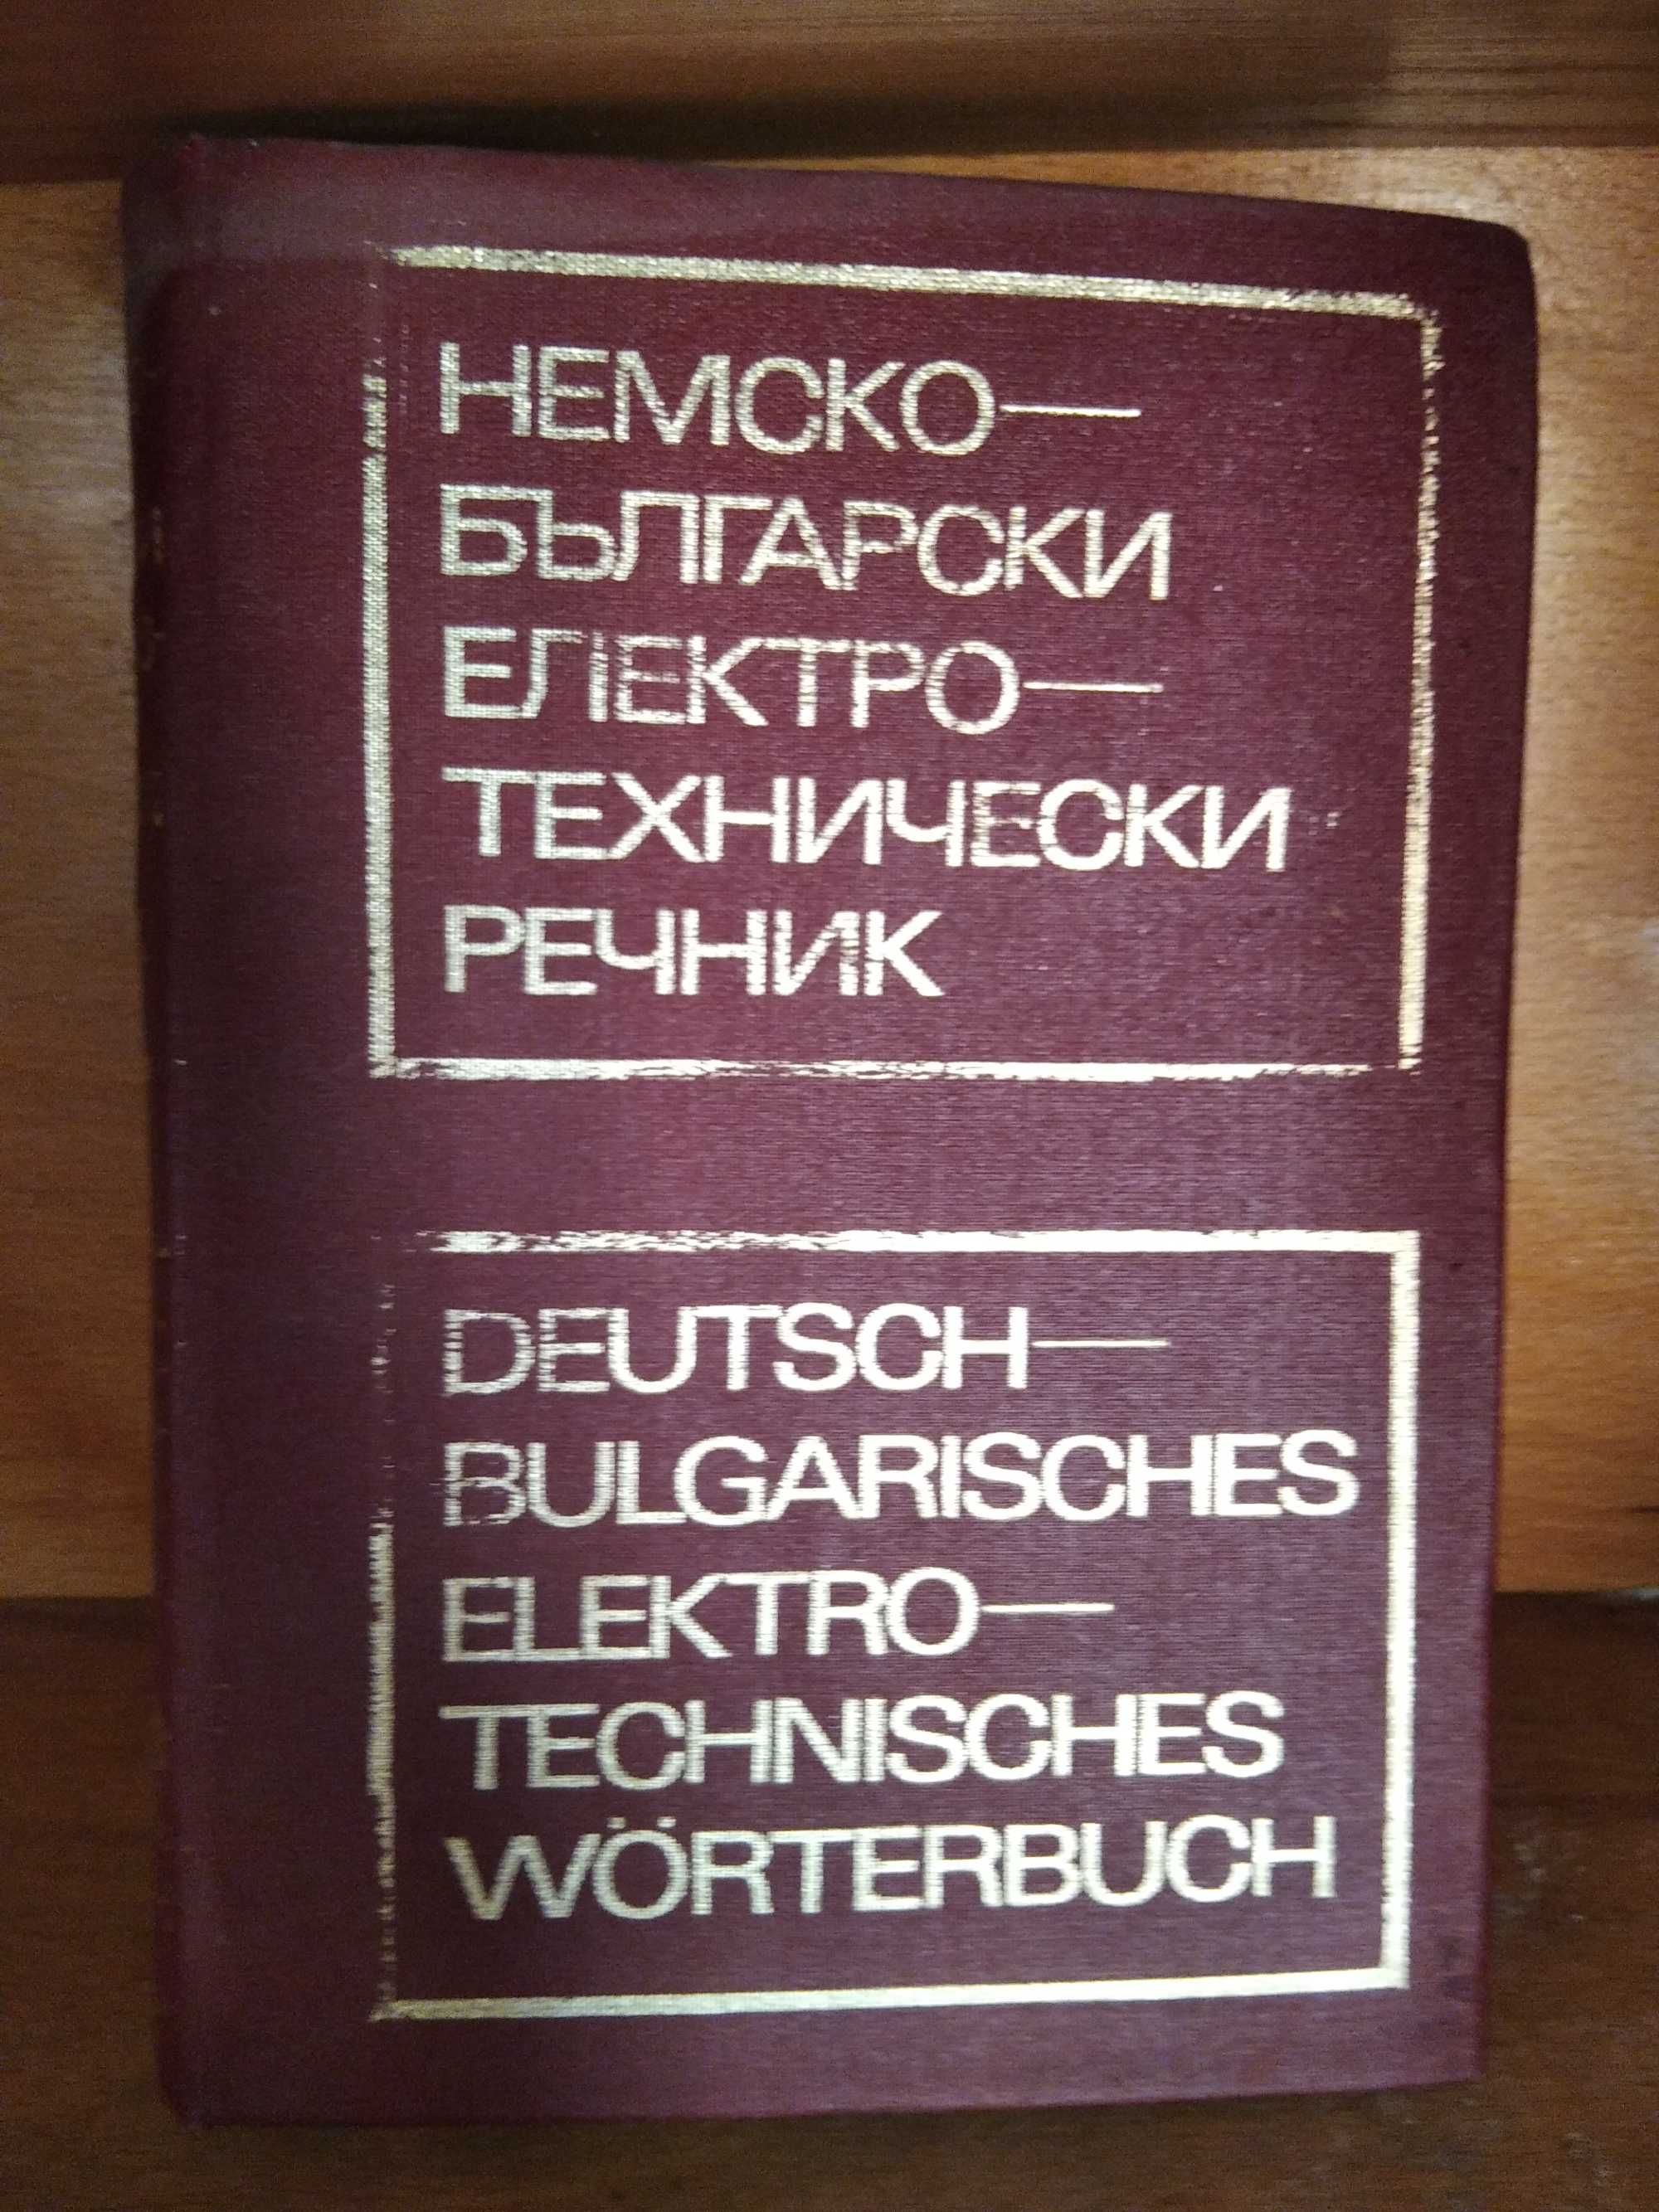 НЕМСКО—
БЪЛГАРСКИ
ЕЛЕКТРО—
ТЕХНИЧЕСКИ
РЕЧНИК
DEUTSCH—
BULGARISCHES
ELEKTRO—
TECHNISCHES
WÖRTERBUCH